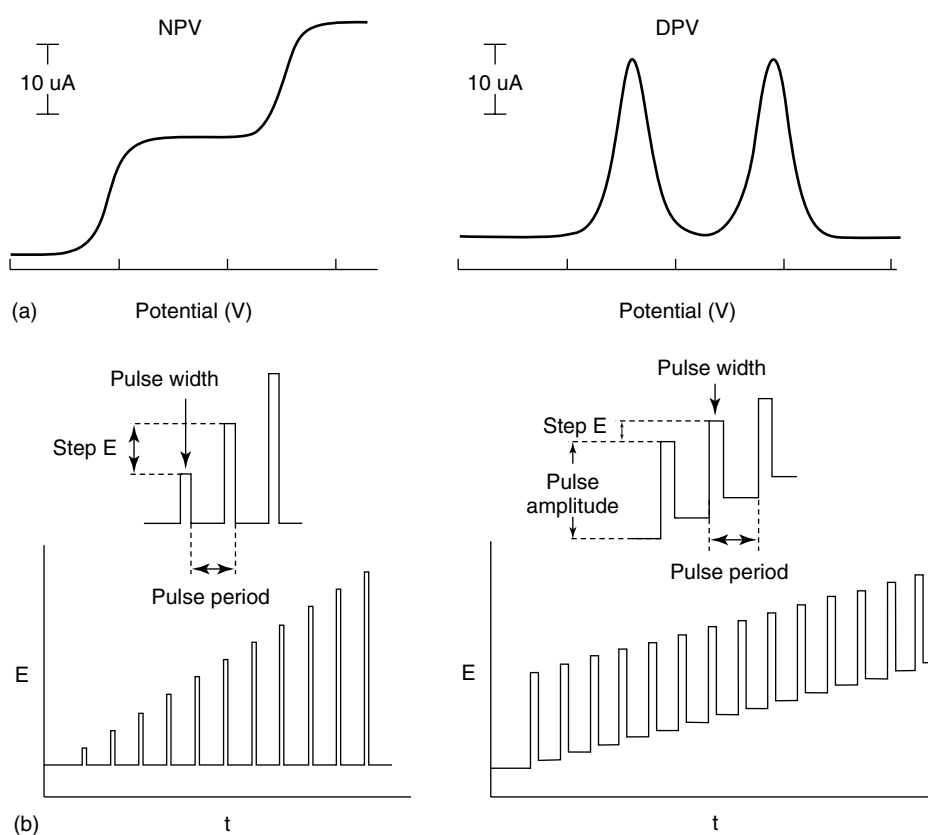 NPV
10 uA
Potential (V)
DPV
10 uA
Potential (V)
(a)
Pulse width
Step E
Pulse period
E
t
Pulse width
Step E
Pulse
amplitude
Pulse period
E
t
(b)